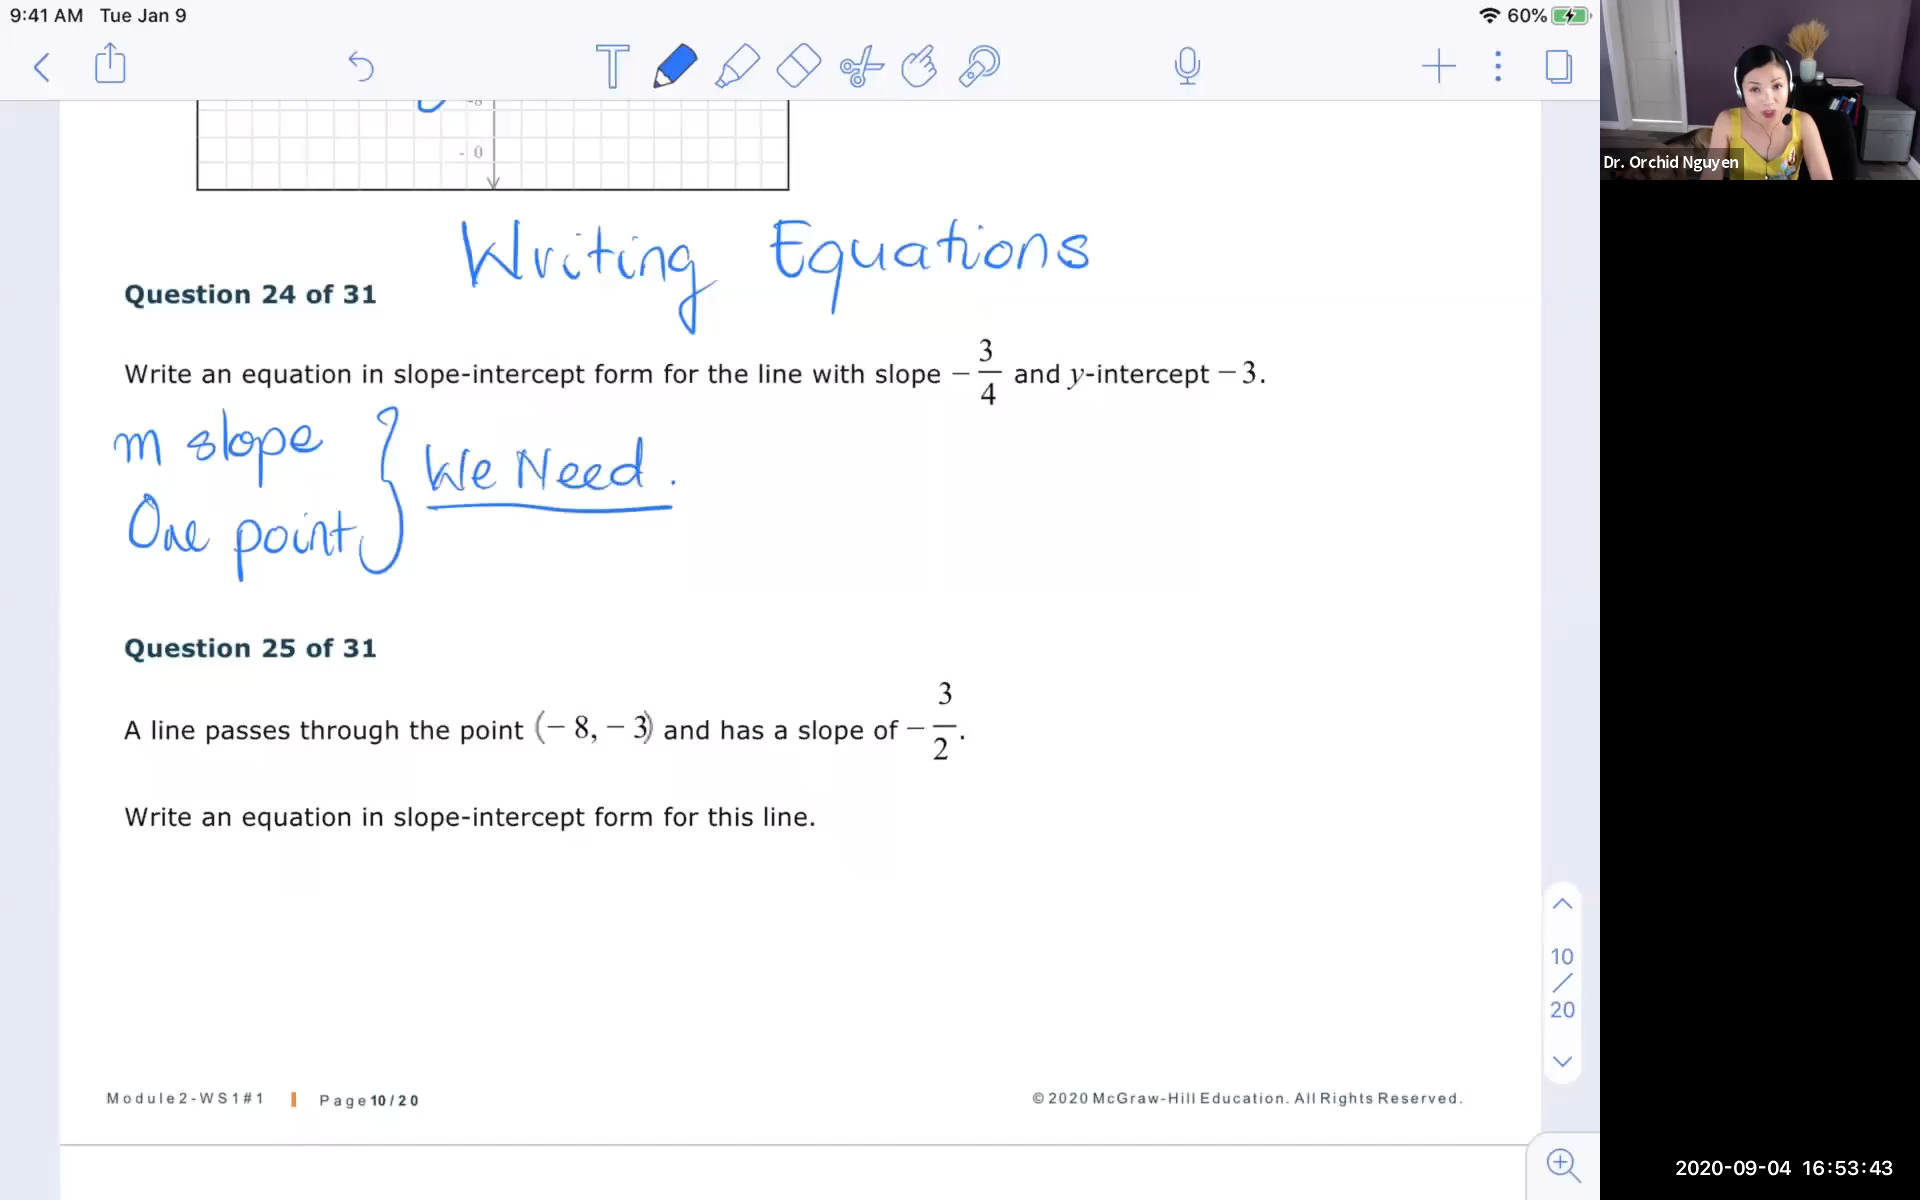 9:41 AM Tue Jan 9
60%
Dr. Orchid Nguyen
- 0
Writing Equations
Question 24 of 31
Write an equation in slope-intercept form for the line with slope −3/4 and y-intercept −3.
m slope
One point
We Need.
Question 25 of 31
A line passes through the point (−8, −3) and has a slope of −3/2.
Write an equation in slope-intercept form for this line.
10
/
20
Module2-WS1#1 | Page 10/20
©2020 McGraw-Hill Education. All Rights Reserved.
2020-09-04 16:53:43